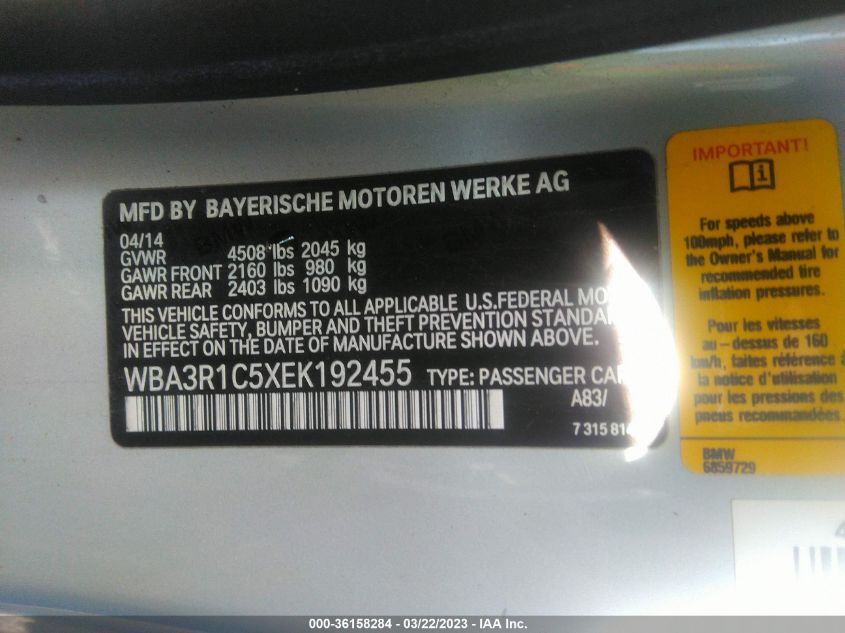 MFD BY BAYERISCHE MOTOREN WERKE AG
04/14
GVWR 4508 lbs 2045 kg
GAWR FRONT 2160 lbs 980 kg
GAWR REAR 2403 lbs 1090 kg
THIS VEHICLE CONFORMS TO ALL APPLICABLE U.S.FEDERAL
VEHICLE SAFETY, BUMPER AND THEFT PREVENTION
IN EFFECT ON THE DATE OF MANUFACTURE SHOWN ABOVE.
WBA3R1C5XEK192455 TYPE: PASSENGER CAR
A83/
7 315
IMPORTANT!
i
For speeds above
100mph, please refer to
the Owner's Manual for
recommended tire
inflation pressures.
Pour les vitesses
au-dessus de 160
km/h, faites référence à
la notice d'utilisation
pour les pressions des
pneus recommandées.
BMW
6859729
4
000-36158284 - 03/22/2023 - IAA Inc.